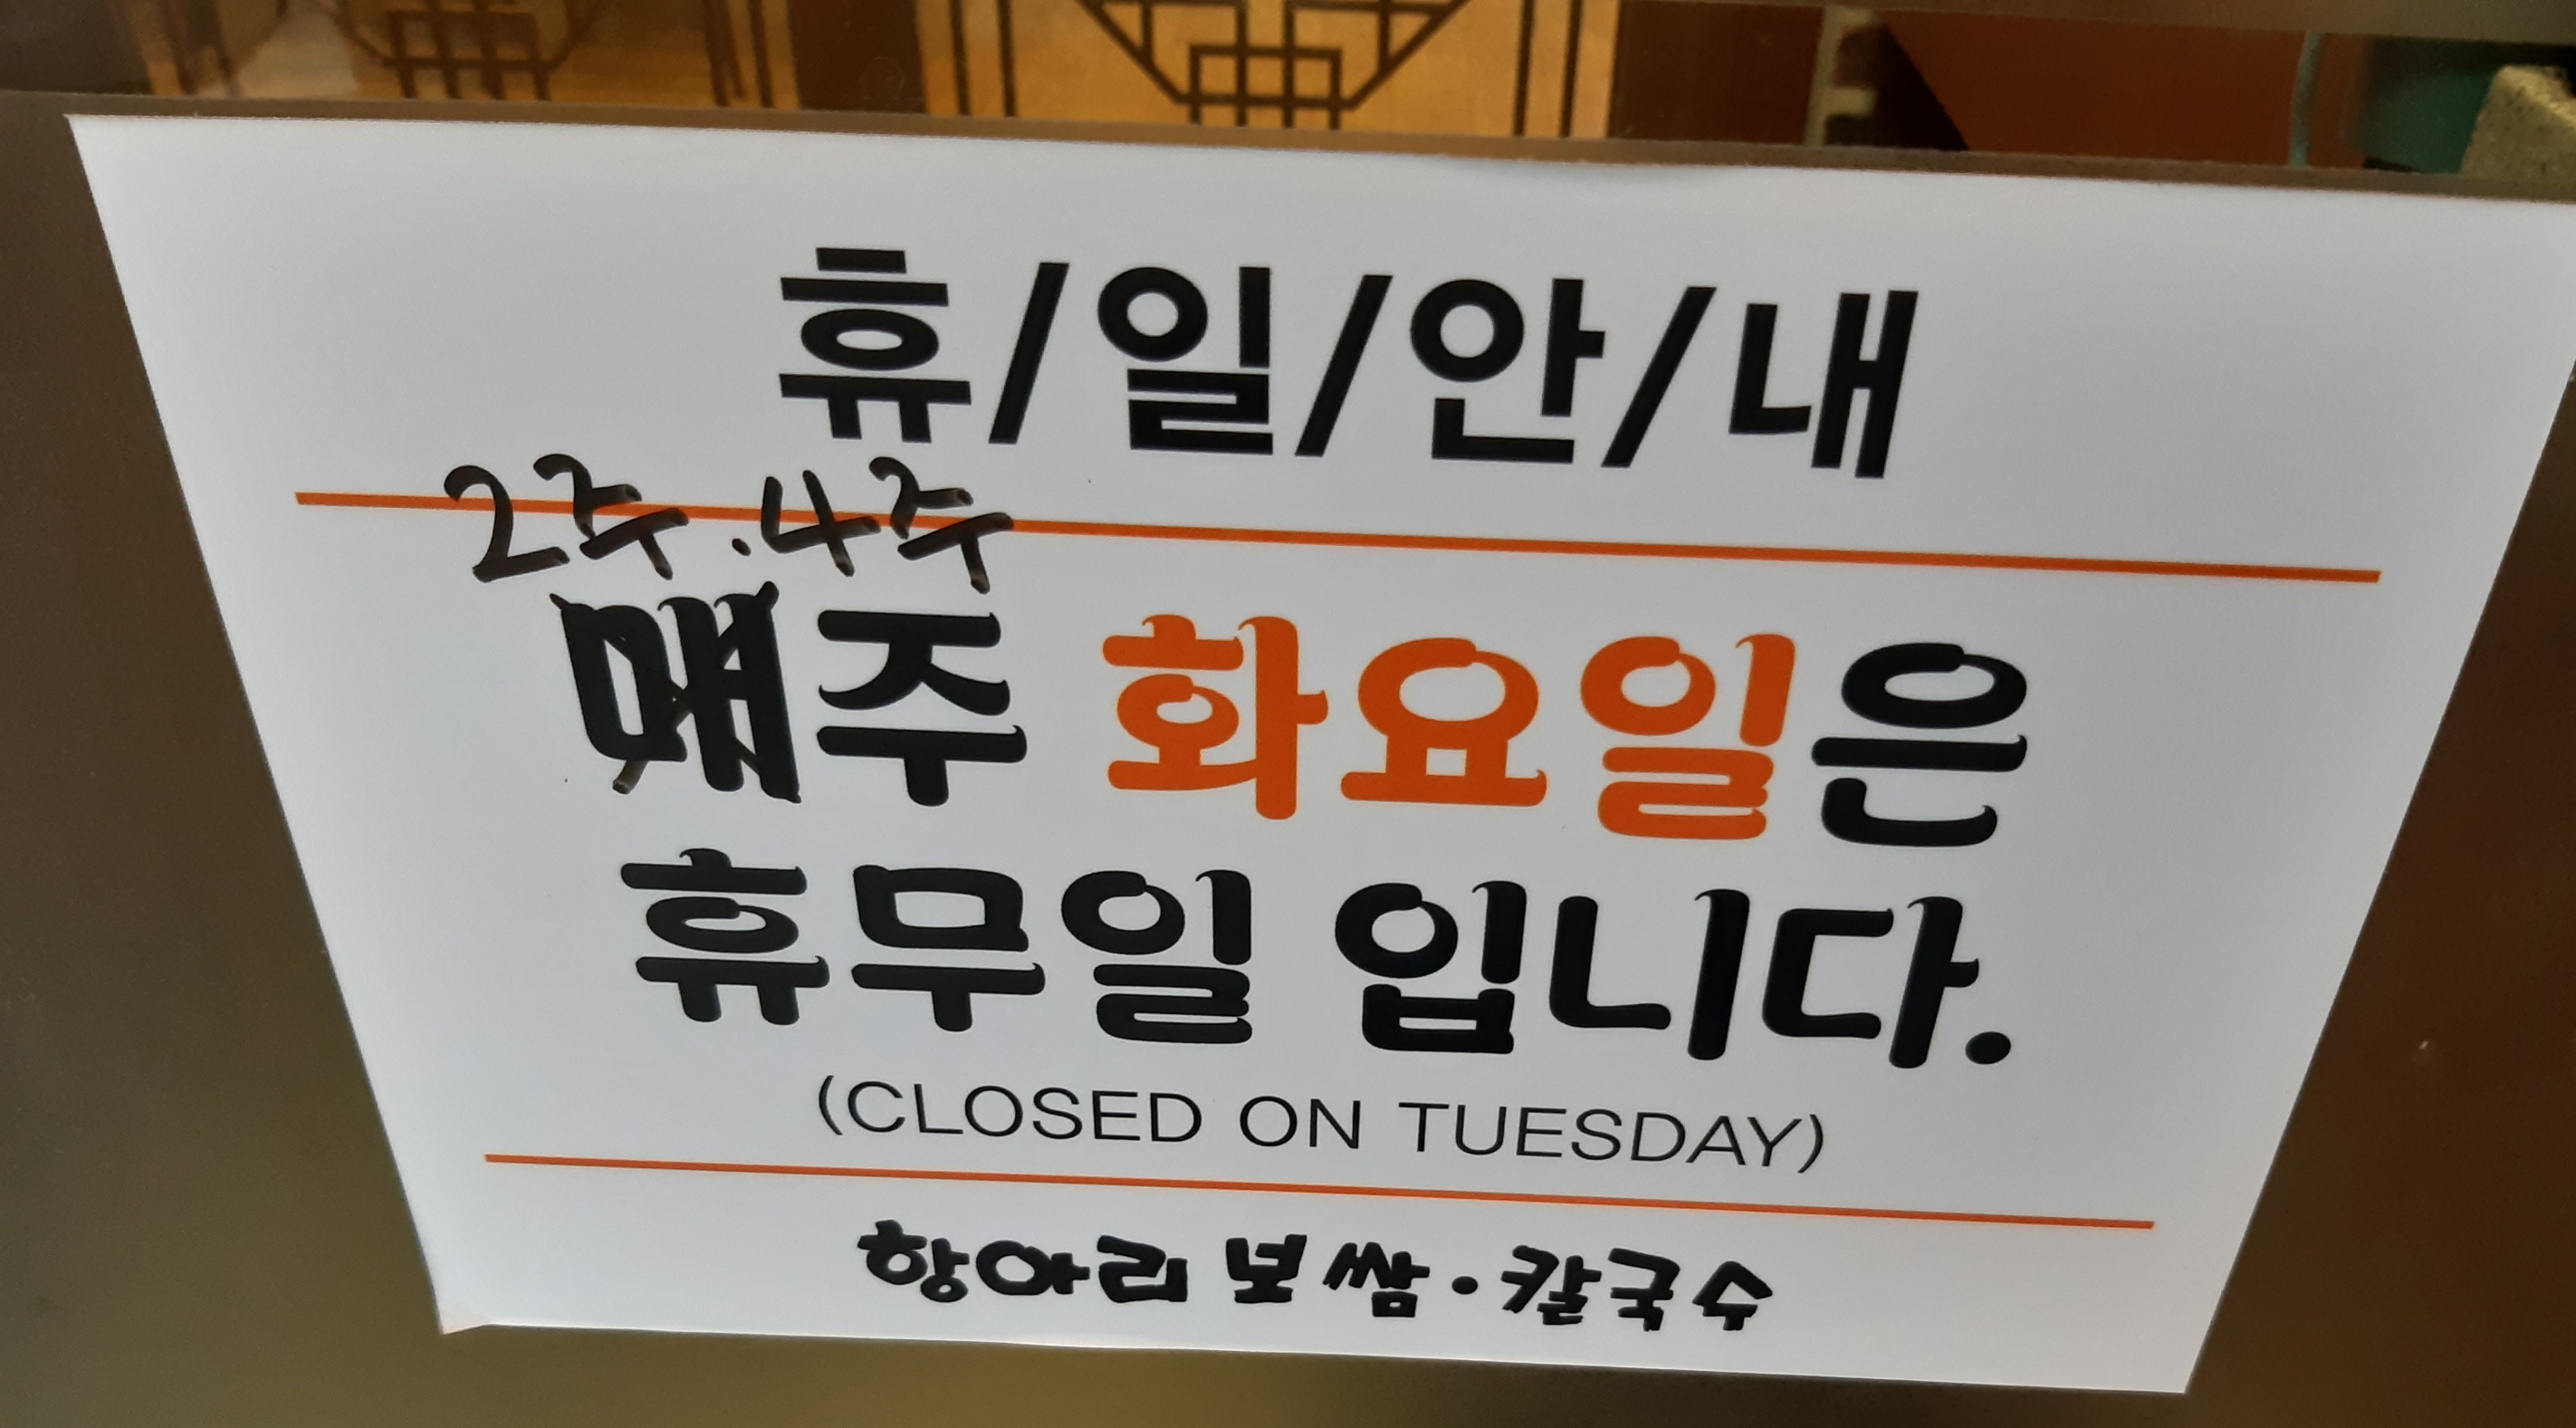 휴/일/안/내
2주.4주
매주 화요일은
휴무일 입니다.
(CLOSED ON TUESDAY)
항아리 보쌈·칼국수